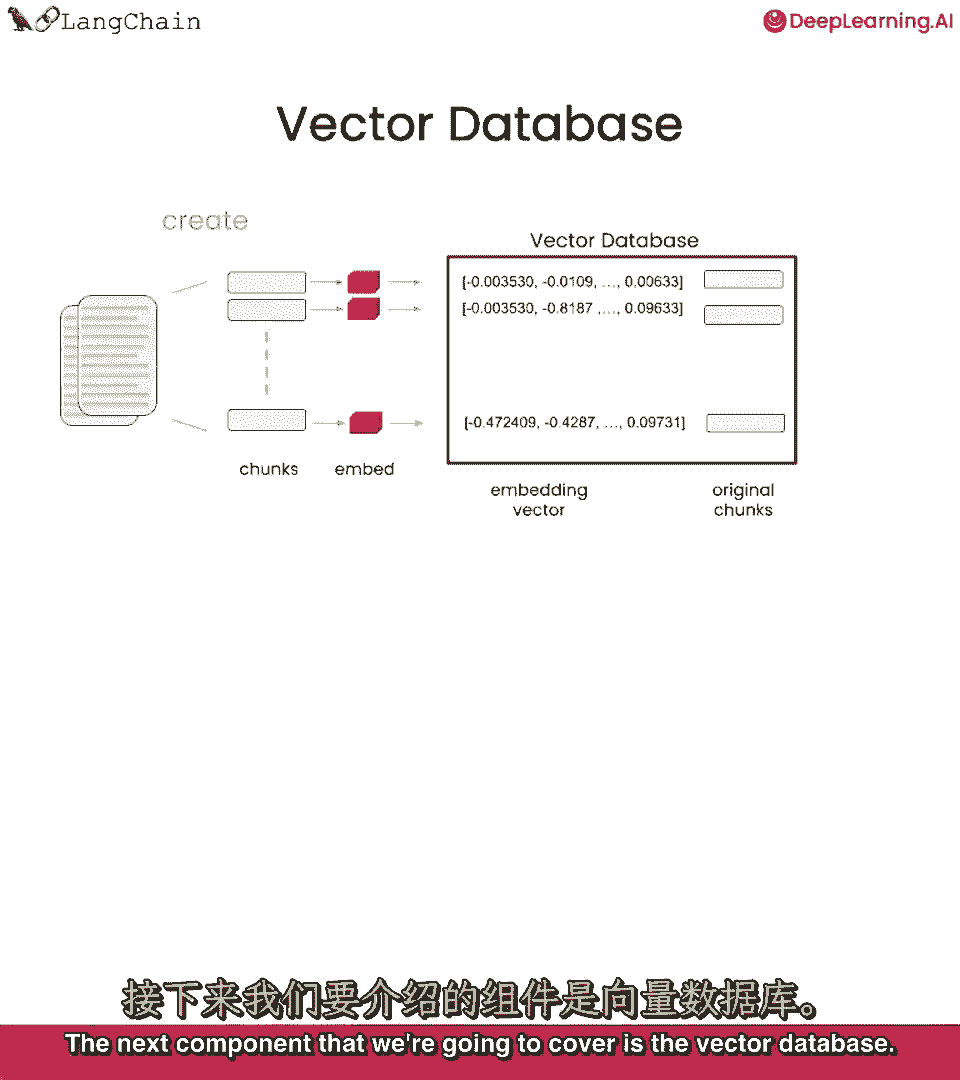 LangChain
DeepLearning.AI
Vector Database
create
Vector Database
[-0.003530, -0.0109, ..., 0.00633]
[-0.003530, -0.8187 ,..., 0.09633]
[-0.472409, -0.4287, ..., 0.09731]
chunks
embed
embedding
vector
original
chunks
接下来我们要介绍的组件是向量数据库。
The next component that we're going to cover is the vector database.